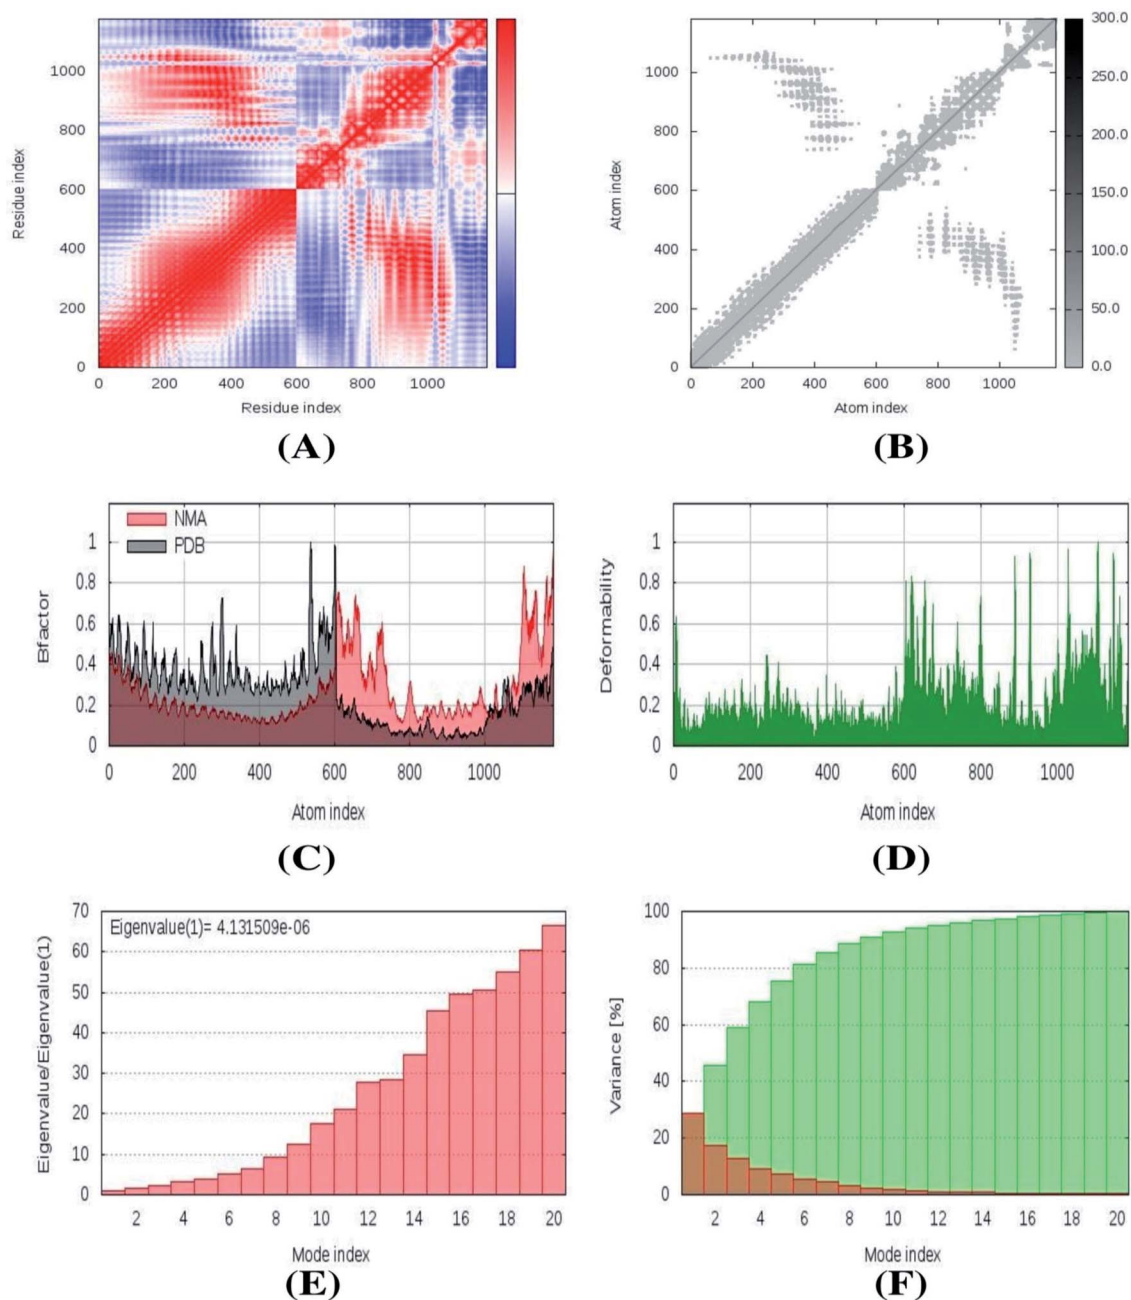 1000
800
600
400
200
0
Residue index
0 200 400 600 800 1000
Residue index
(A)
1000
800
600
400
200
0
Atom index
0 200 400 600 800 1000
Atom index
300.0
250.0
200.0
150.0
100.0
50.0
0.0
(B)
NMA
PDB
1
0.8
0.6
0.4
0.2
0
Bfactor
0 200 400 600 800 1000
Atom index
(C)
1
0.8
0.6
0.4
0.2
0
Deformability
0 200 400 600 800 1000
Atom index
(D)
Eigenvalue(1)= 4.131509e-06
70
60
50
40
30
20
10
0
Eigenvalue/Eigenvalue(1)
2 4 6 8 10 12 14 16 18 20
Mode index
(E)
100
80
60
40
20
0
Variance [%]
2 4 6 8 10 12 14 16 18 20
Mode index
(F)